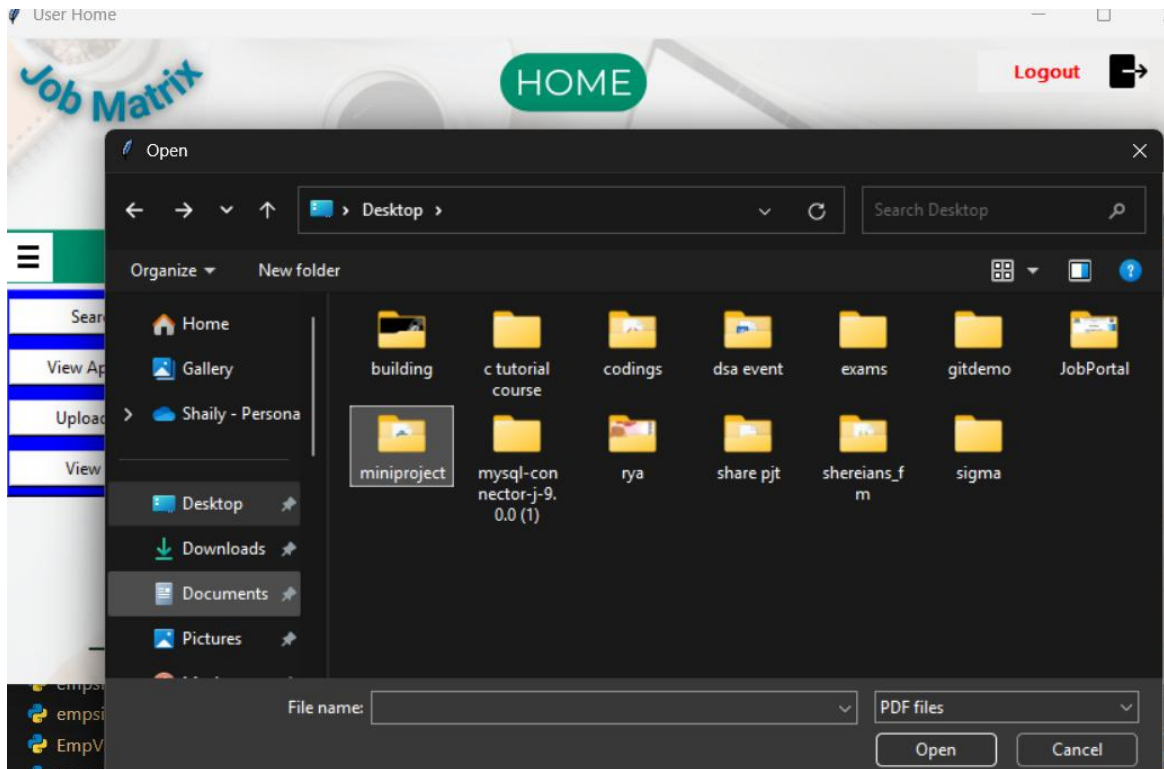 User Home
Job Matrix
HOME
Logout
Open
Desktop
Search Desktop
Organize
New folder
Sear
View Ap
Upload
View
Home
Gallery
Shaily - Persona
Desktop
Downloads
Documents
Pictures
building
c tutorial
course
codings
dsa event
exams
gitdemo
JobPortal
miniproject
mysql-con
nector-j-9.
0.0 (1)
rya
share pjt
shereians_f
m
sigma
empsi
EmpV
File name:
PDF files
Open
Cancel